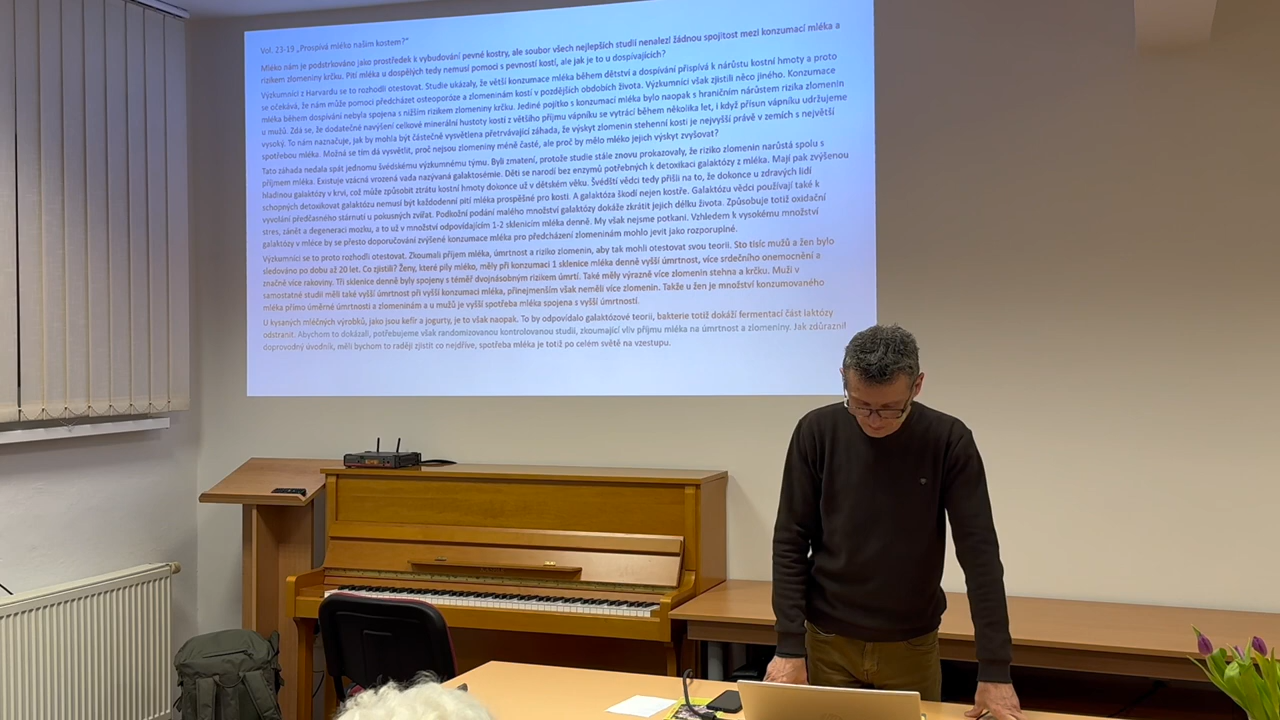 Vol. 23-19 „Prospívá mléko našim kostem?"
Mléko nám je podstrkováno jako prostředek k vybudování pevné kostry, ale soubor všech nejlepších studií nenalezl žádnou spojitost mezi konzumací mléka a
rizikem zlomeniny krčku. Pití mléka u dospělých tedy nemusí pomoci s pevností kostí, ale jak je to u dospívajících?
Výzkumníci z Harvardu se to rozhodli otestovat. Studie ukázaly, že větší konzumace mléka během dětství a dospívání přispívá k nárůstu kostní hmoty a proto
se očekává, že nám může pomoci předcházet osteoporóze a zlomeninám kostí v pozdějších obdobích života. Výzkumníci však zjistili něco jiného. Konzumace
mléka během dospívání nebyla spojena s nižším rizikem zlomeniny krčku. Jediné pojítko s konzumací mléka bylo naopak s hraničním nárůstem rizika zlomenin
u mužů. Zdá se, že dodatečné navýšení celkové minerální hustoty kostí z většího příjmu vápníku se vytrácí během několika let, i když přísun vápníku udržujeme
vysoký. To nám naznačuje, jak by mohla být částečně vysvětlena přetrvávající záhada, že výskyt zlomenin stehenní kosti je nejvyšší právě v zemích s největší
spotřebou mléka. Možná se tím dá vysvětlit, proč nejsou zlomeniny méně časté, ale proč by mělo mléko jejich výskyt zvyšovat?
Tato záhada nedala spát jednomu švédskému výzkumnému týmu. Byli zmatení, protože studie stále znovu prokazovaly, že riziko zlomenin narůstá spolu s
příjmem mléka. Existuje vzácná vrozená vada nazývaná galaktosémie. Děti se narodí bez enzymů potřebných k detoxikaci galaktózy z mléka. Mají pak zvýšenou
hladinou galaktózy v krvi, což může způsobit ztrátu kostní hmoty dokonce už v dětském věku. Švédští vědci tedy přišli na to, že dokonce u zdravých lidí
schopných detoxikovat galaktózu nemusí být každodenní pití mléka prospěšné pro kosti. A galaktóza škodí nejen kostře. Galaktózu vědci používají také k
vyvolání předčasného stárnutí u pokusných zvířat. Podkožní podání malého množství galaktózy dokáže zkrátit jejich délku života. Způsobuje totiž oxidační
stres, zánět a degeneraci mozku, a to už v množství odpovídajícím 1-2 sklenicím mléka denně. My však nejsme potkani. Vzhledem k vysokému množství
galaktózy v mléce by se přesto doporučování zvýšené konzumace mléka pro předcházení zlomeninám mohlo jevit jako rozporuplné.
Výzkumníci se to proto rozhodli otestovat. Zkoumali příjem mléka, úmrtnost a riziko zlomenin, aby tak mohli otestovat svou teorii. Sto tisíc mužů a žen bylo
sledováno po dobu až 20 let. Co zjistili? Ženy, které pily mléko, měly při konzumaci 1 sklenice mléka denně vyšší úmrtnost, více srdečního onemocnění a
značně více rakoviny. Tři sklenice denně byly spojeny s téměř dvojnásobným rizikem úmrtí. Také měly výrazně více zlomenin stehna a krčku. Muži v
samostatné studii měli také vyšší úmrtnost při vyšší konzumaci mléka, přinejmenším však neměli více zlomenin. Takže u žen je množství konzumovaného
mléka přímo úměrné úmrtnosti a zlomeninám a u mužů je vyšší spotřeba mléka spojena s vyšší úmrtností.
U kysaných mléčných výrobků, jako jsou kefír a jogurty, je to však naopak. To by odpovídalo galaktózové teorii, bakterie totiž dokáží fermentací část laktózy
odstranit. Abychom to dokázali, potřebujeme však randomizovanou kontrolovanou studii, zkoumající vliv příjmu mléka na úmrtnost a zlomeniny. Jak zdůraznil
doprovodný úvodník, měli bychom to raději zjistit co nejdříve, spotřeba mléka je totiž po celém světě na vzestupu.